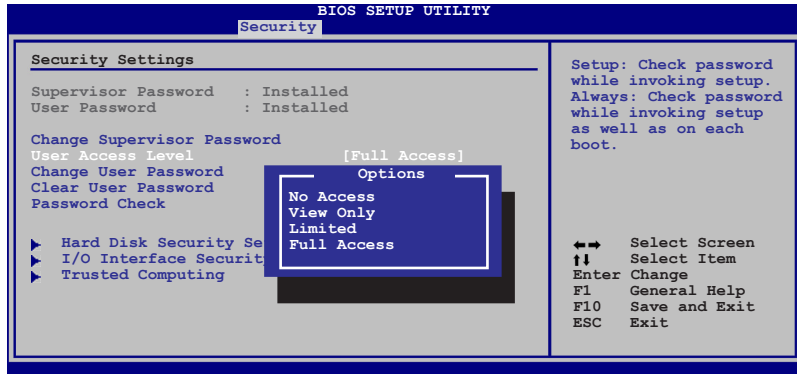 BIOS SETUP UTILITY
Security
Security Settings
Supervisor Password : Installed
User Password : Installed
Change Supervisor Password
User Access Level [Full Access]
Change User Password
Clear User Password
Password Check
Hard Disk Security Se
I/O Interface Securit
Trusted Computing
Options
No Access
View Only
Limited
Full Access
Setup: Check password
while invoking setup.
Always: Check password
while invoking setup
as well as on each
boot.
Select Screen
Select Item
Enter Change
F1 General Help
F10 Save and Exit
ESC Exit